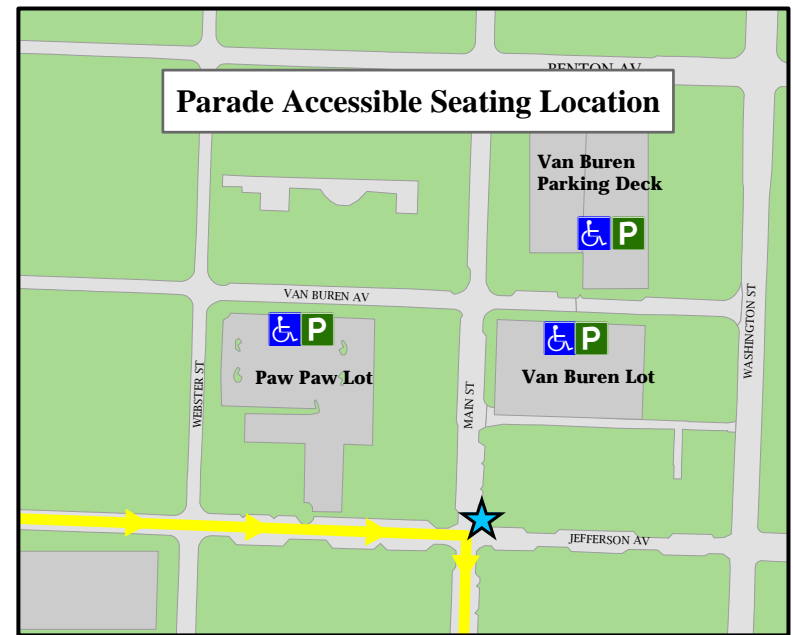 BENTON AV
Parade Accessible Seating Location
Van Buren
Parking Deck
P
VAN BUREN AV
WASHINGTON ST
P
P
Paw Paw Lot
Van Buren Lot
WEBSTER ST
MAIN ST
JEFFERSON AV